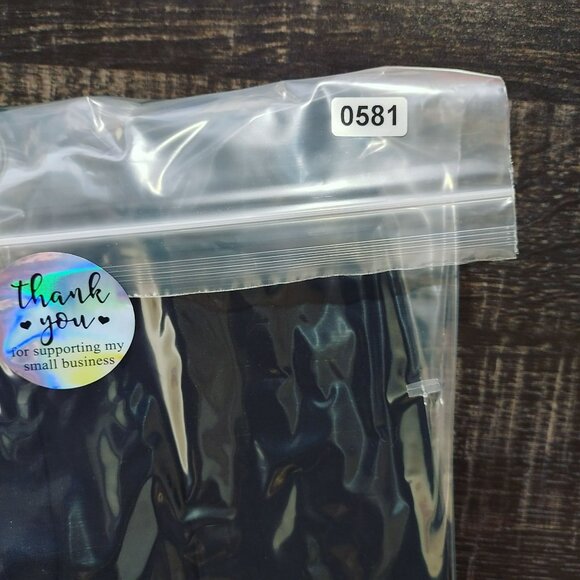 0581
thank
you
for supporting my
small business